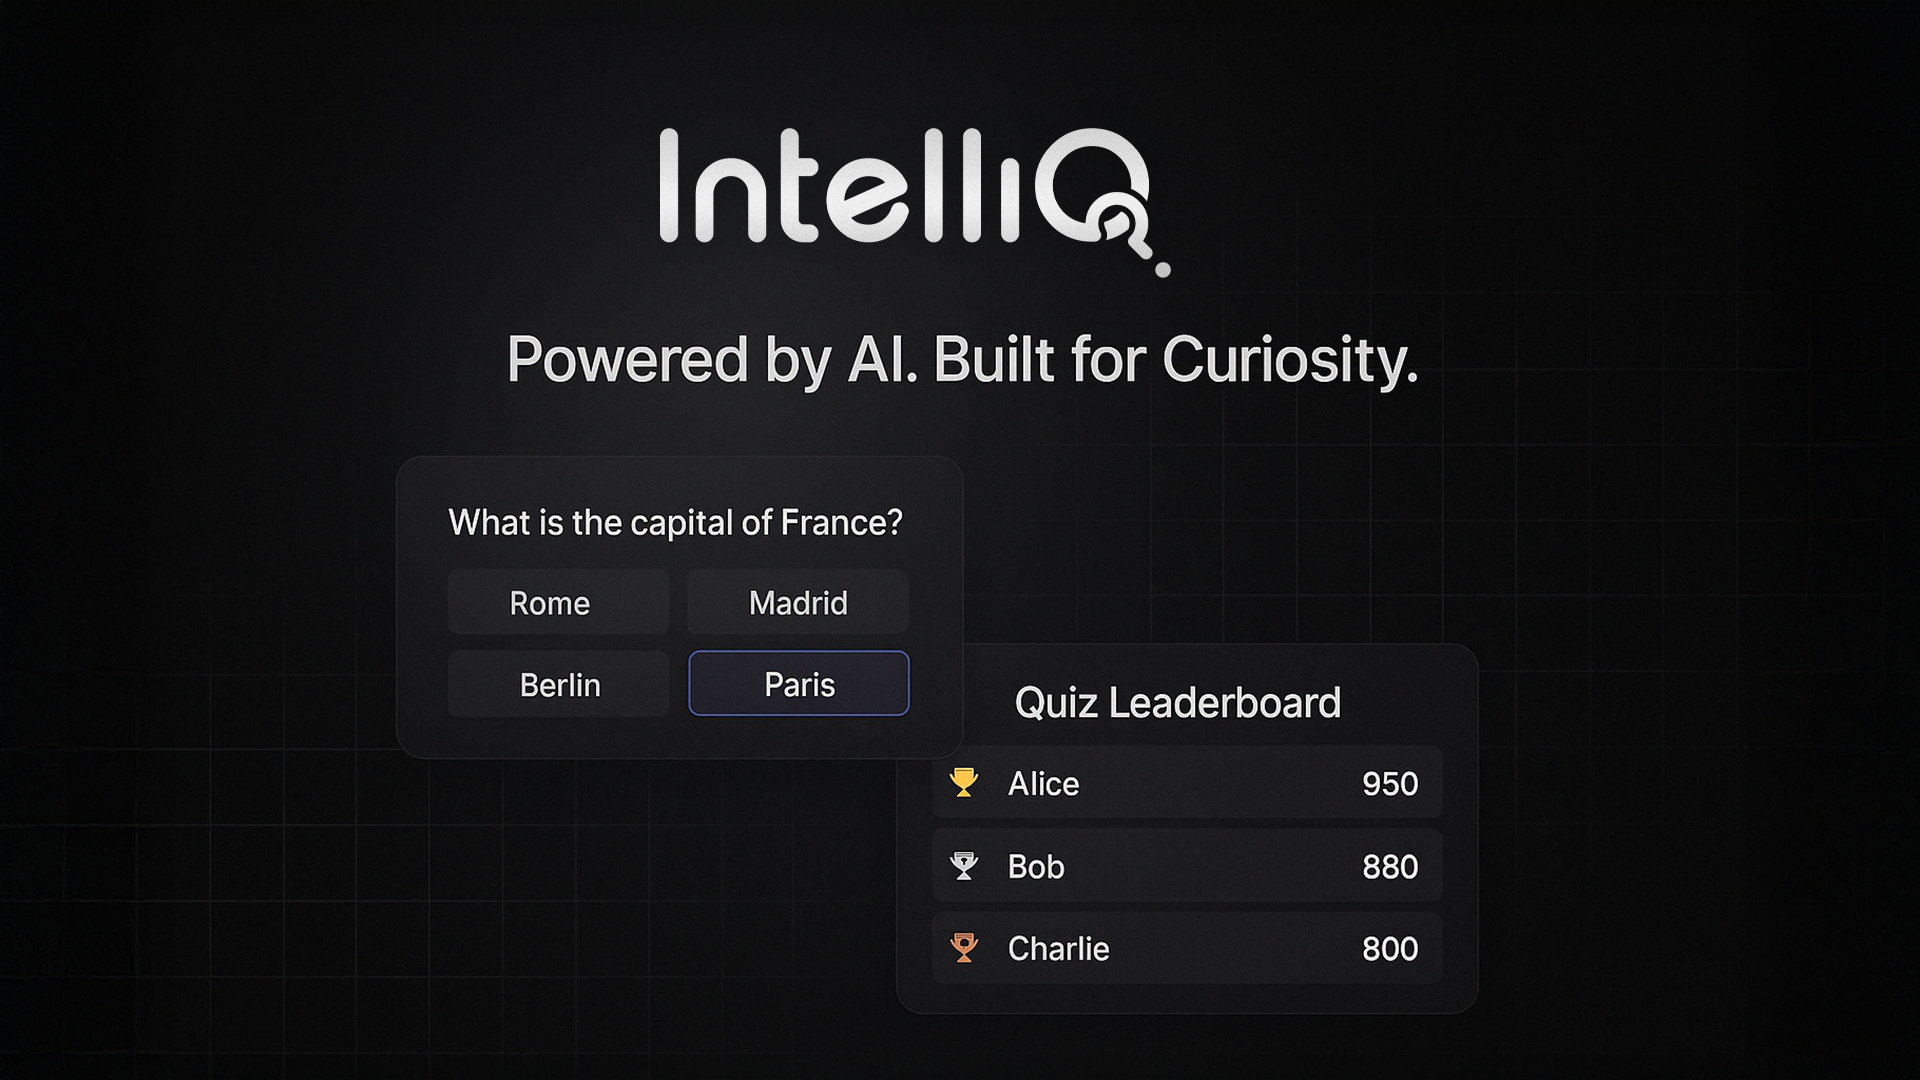 IntelliQ
Powered by AI. Built for Curiosity.
What is the capital of France?
Rome
Madrid
Berlin
Paris
Quiz Leaderboard
Alice 950
Bob 880
Charlie 800